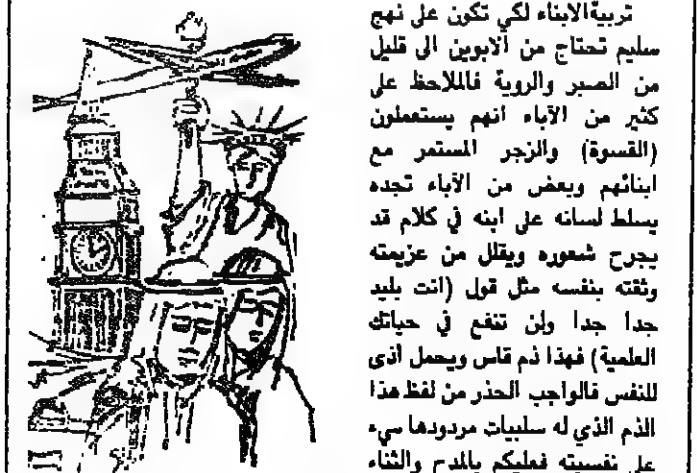 تربية الابناء لكي تكون على نهج
سليم تحتاج من الابوين الى قليل
من الصبر والروية فالملاحظ على
كثير من الآباء انهم يستعملون
(القسوة) والزجر المستمر مع
ابنائهم وبعض من الآباء تجده
يسلط لسانه على ابنه في كلام قد
يجرح شعوره ويقلل من عزيمته
وثقته بنفسه مثل قول (انت بليد
جدا جدا ولن تنفع في حياتك
العلمية) فهذا ذم قاس ويحمل أذى
للنفس فالواجب الحذر من لفظ هذا
الذم الذي له سلبيات مردودها سيء
على نفسيته فعليكم بالمدح والثناء